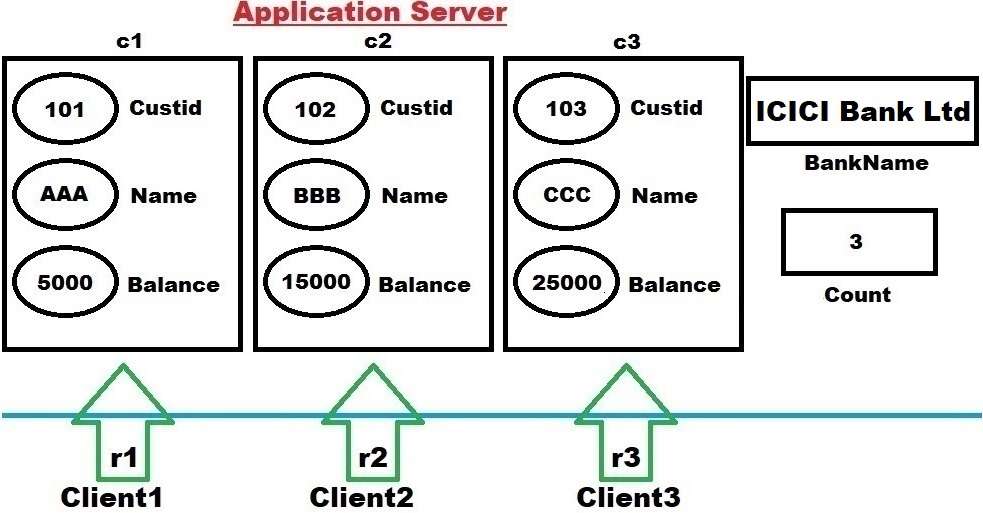 Application Server
c1
c2
c3
101 Custid
102 Custid
103 Custid
ICICI Bank Ltd
BankName
AAA Name
BBB Name
CCC Name
3
Count
5000 Balance
15000 Balance
25000 Balance
r1
r2
r3
Client1
Client2
Client3